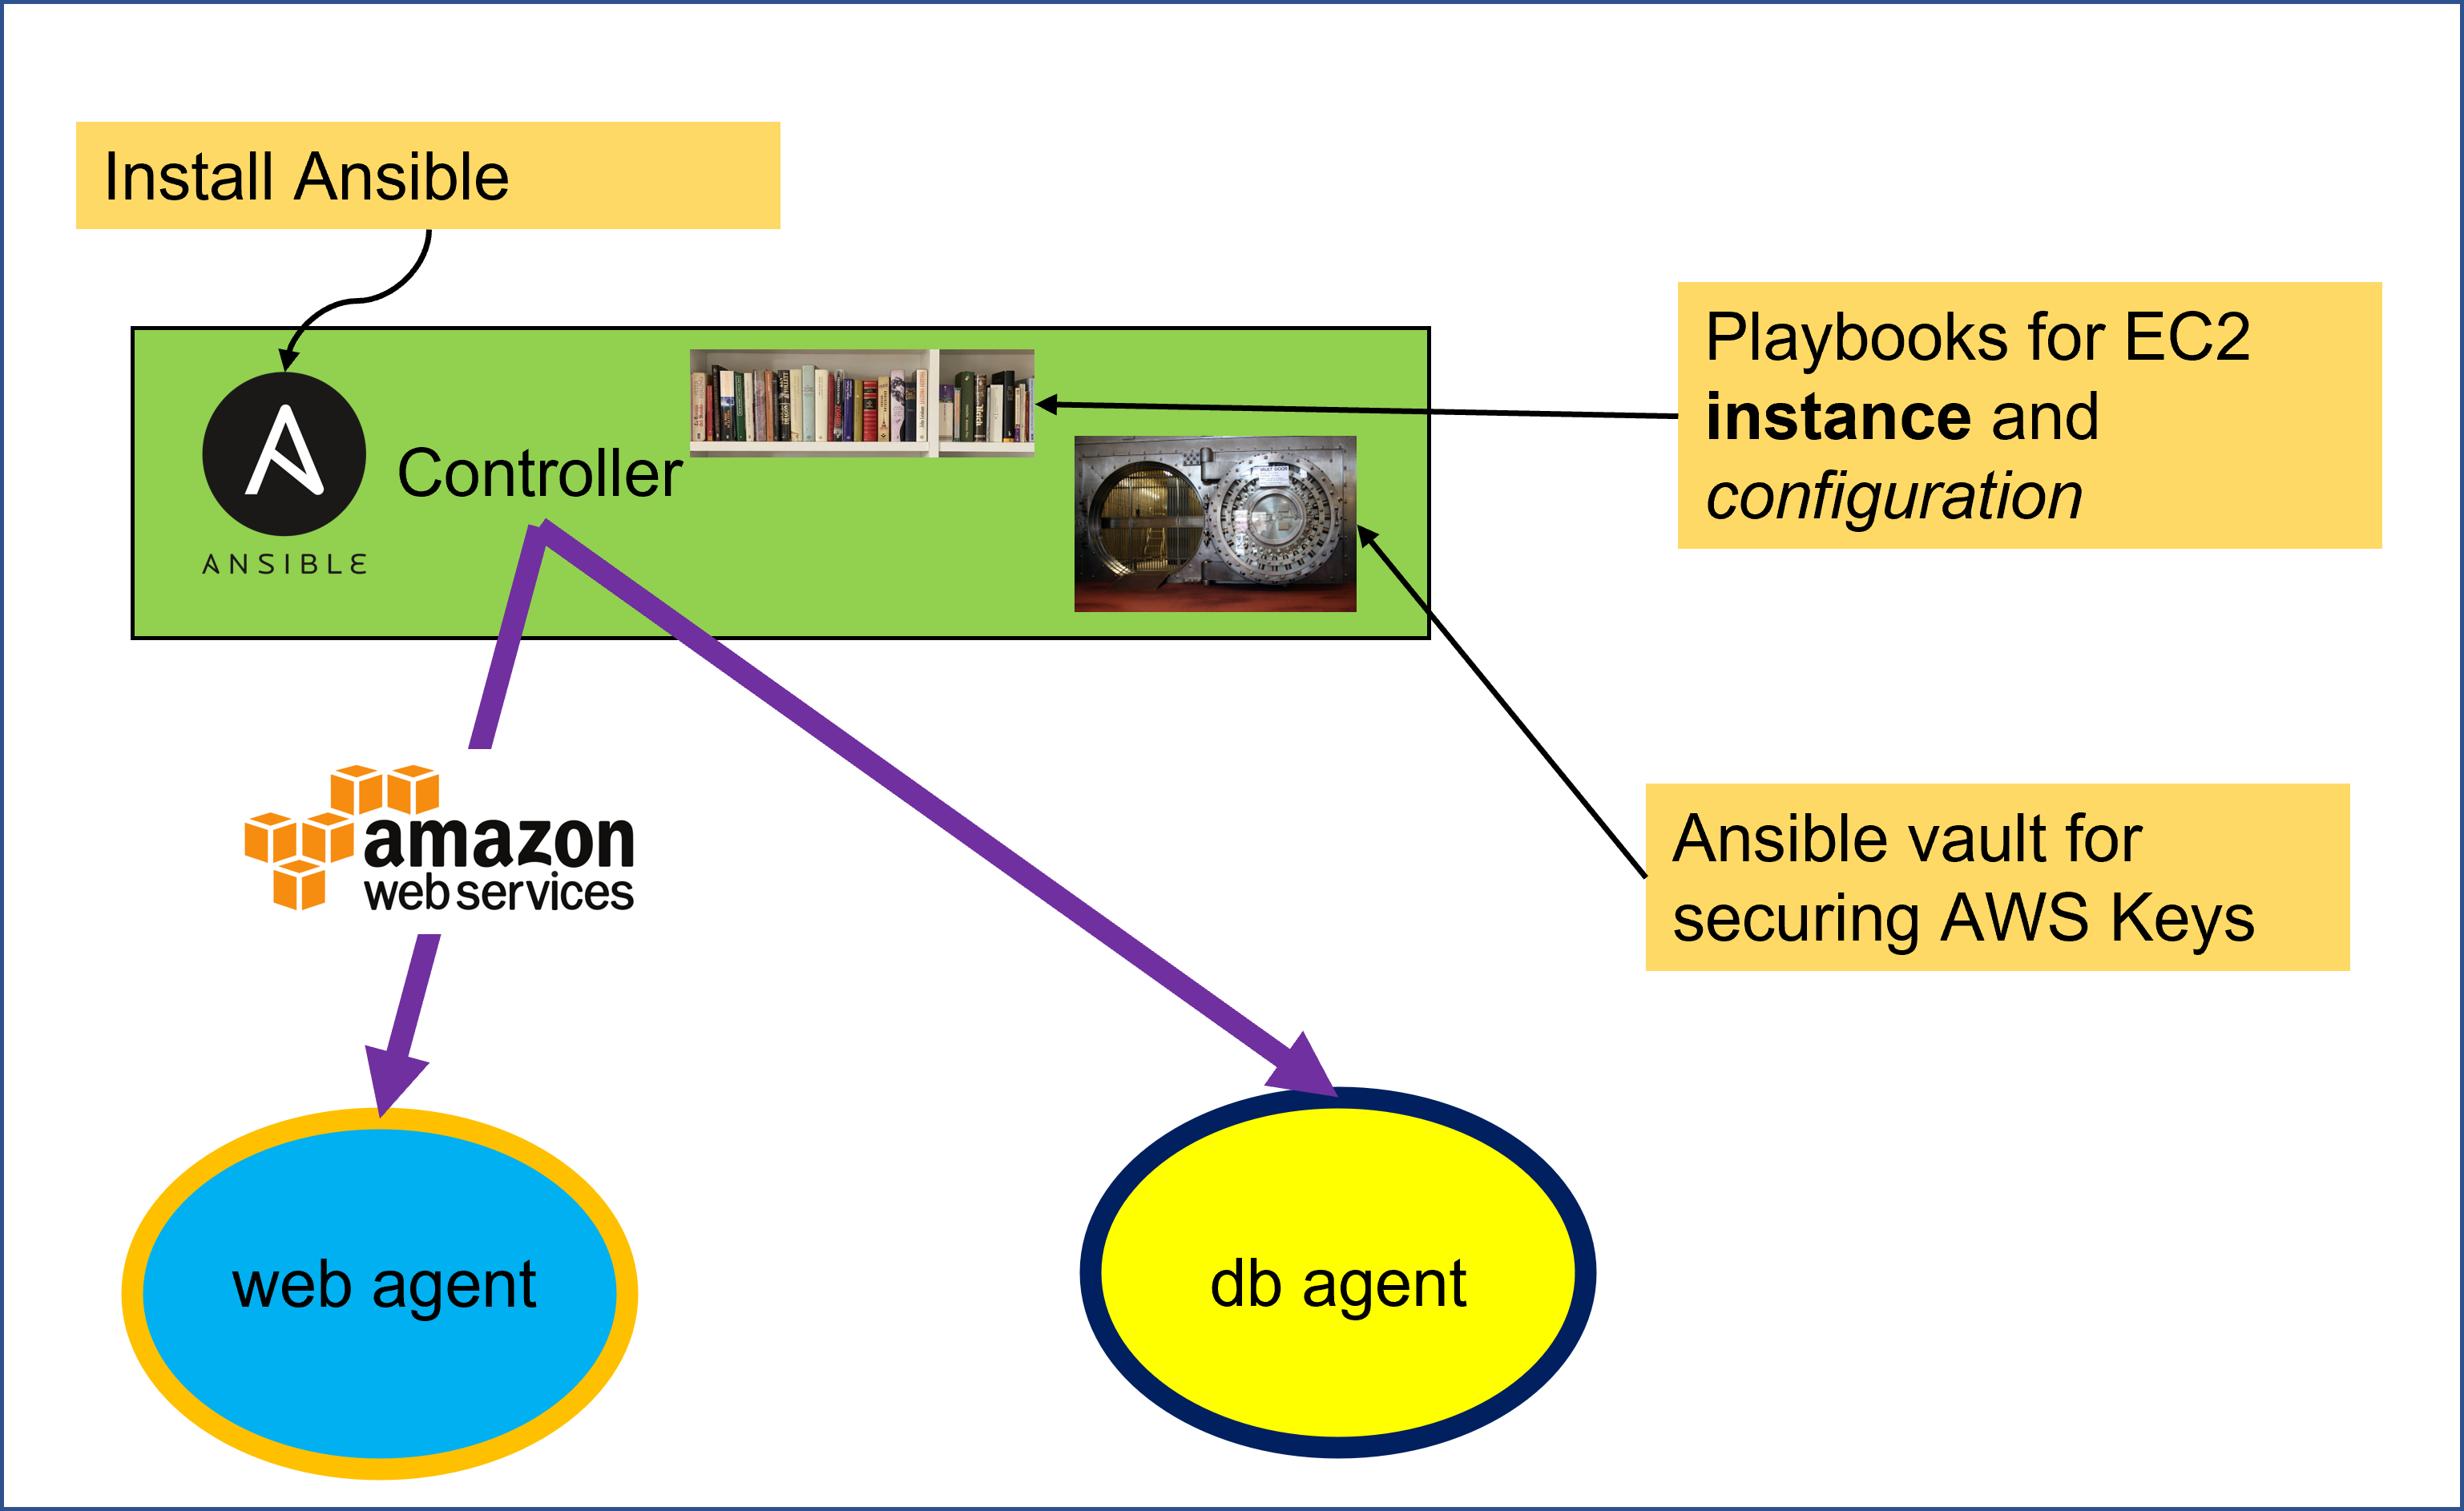 Install Ansible
Playbooks for EC2
instance and
configuration
Controller
ANSIBLE
amazon
web services
Ansible vault for
securing AWS Keys
web agent
db agent